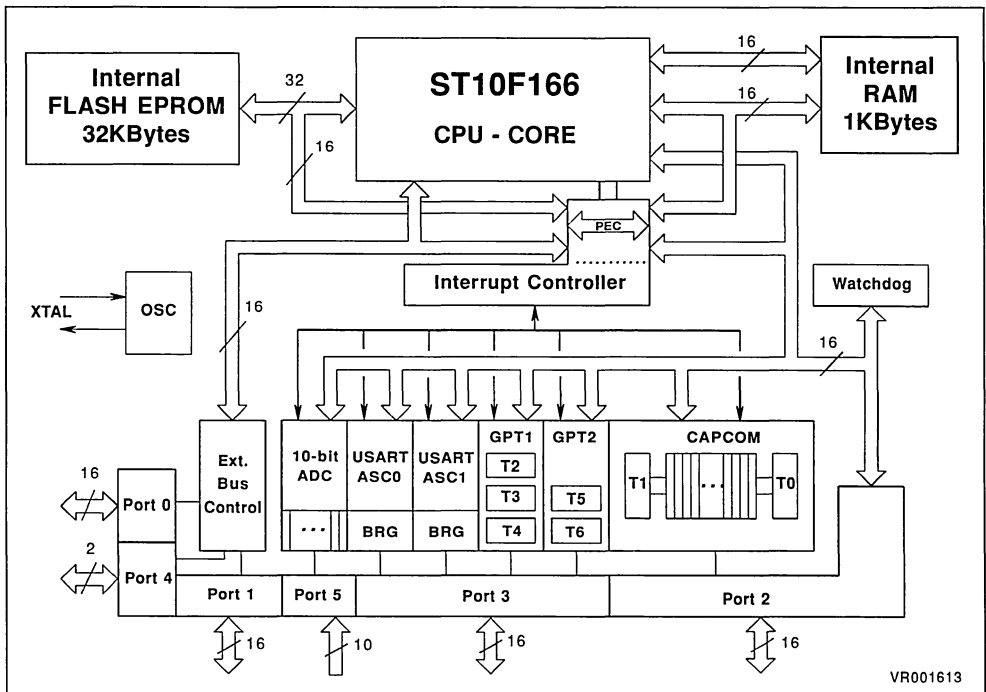 Internal
FLASH EPROM
32KBytes
32
16
ST10F166
CPU - CORE
16
16
Internal
RAM
1KBytes
PEC
............
Interrupt Controller
XTAL
OSC
16
Watchdog
16
Ext.
Bus
Control
10-bit
ADC
...
USART
ASC0
BRG
USART
ASC1
BRG
GPT1
T2
T3
T4
GPT2
T5
T6
CAPCOM
T1
...
T0
16
Port 0
2
Port 4
Port 1
Port 5
Port 3
Port 2
16
10
16
16
VR001613